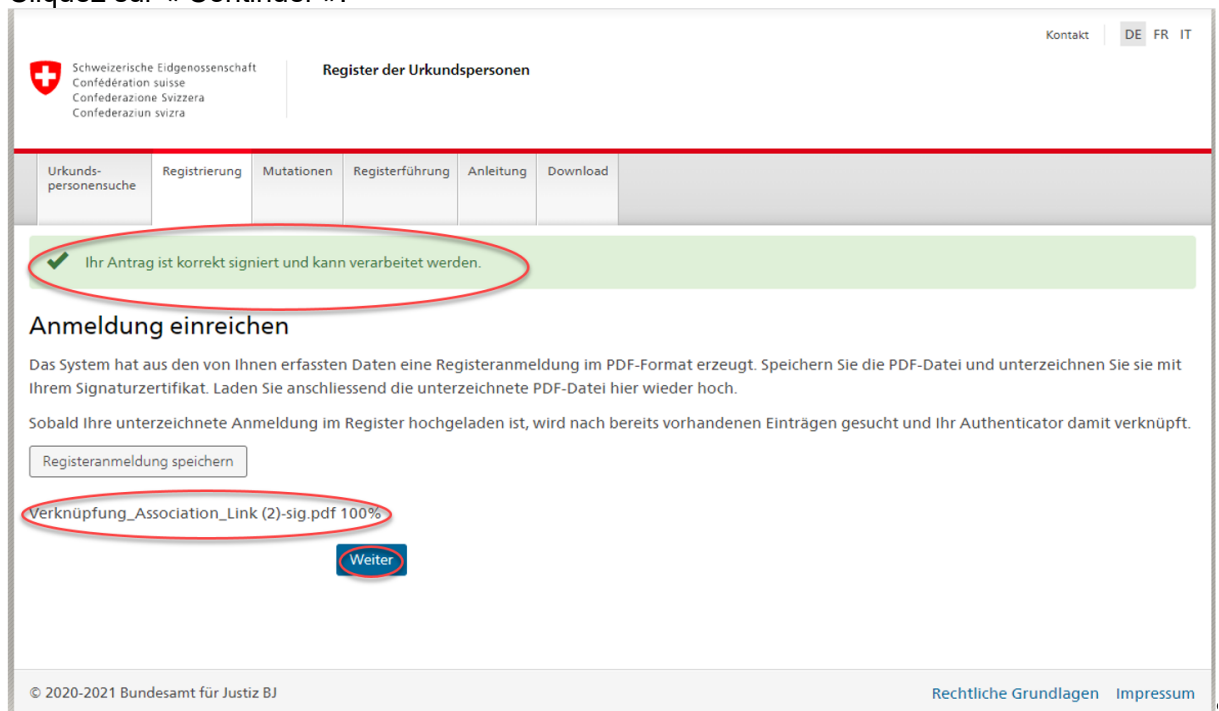 Cliquez sur « Continuer ».
Kontakt DE FR IT
Schweizerische Eidgenossenschaft
Confédération suisse
Confederazione Svizzera
Confederaziun svizra
Register der Urkundspersonen
Urkunds-
personensuche
Registrierung
Mutationen
Registerführung
Anleitung
Download
Ihr Antrag ist korrekt signiert und kann verarbeitet werden.
Anmeldung einreichen
Das System hat aus den von Ihnen erfassten Daten eine Registeranmeldung im PDF-Format erzeugt. Speichern Sie die PDF-Datei und unterzeichnen Sie sie mit
Ihrem Signaturzertifikat. Laden Sie anschliessend die unterzeichnete PDF-Datei hier wieder hoch.
Sobald Ihre unterzeichnete Anmeldung im Register hochgeladen ist, wird nach bereits vorhandenen Einträgen gesucht und Ihr Authenticator damit verknüpft.
Registeranmeldung speichern
Verknüpfung_Association_Link (2)-sig.pdf 100%
Weiter
© 2020-2021 Bundesamt für Justiz BJ
Rechtliche Grundlagen Impressum